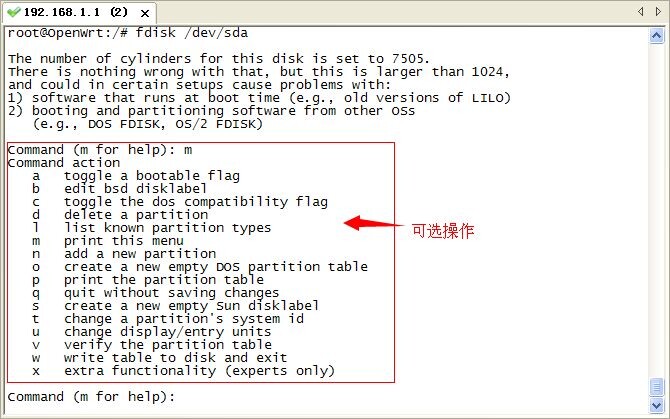 192.168.1.1 (2)
root@OpenWrt:/# fdisk /dev/sda
The number of cylinders for this disk is set to 7505.
There is nothing wrong with that, but this is larger than 1024,
and could in certain setups cause problems with:
1) software that runs at boot time (e.g., old versions of LILO)
2) booting and partitioning software from other OSs
(e.g., DOS FDISK, OS/2 FDISK)
Command (m for help): m
Command action
a toggle a bootable flag
b edit bsd disklabel
c toggle the dos compatibility flag
d delete a partition
l list known partition types
m print this menu
n add a new partition
o create a new empty DOS partition table
p print the partition table
q quit without saving changes
s create a new empty Sun disklabel
t change a partition's system id
u change display/entry units
v verify the partition table
w write table to disk and exit
x extra functionality (experts only)
可选操作
Command (m for help):